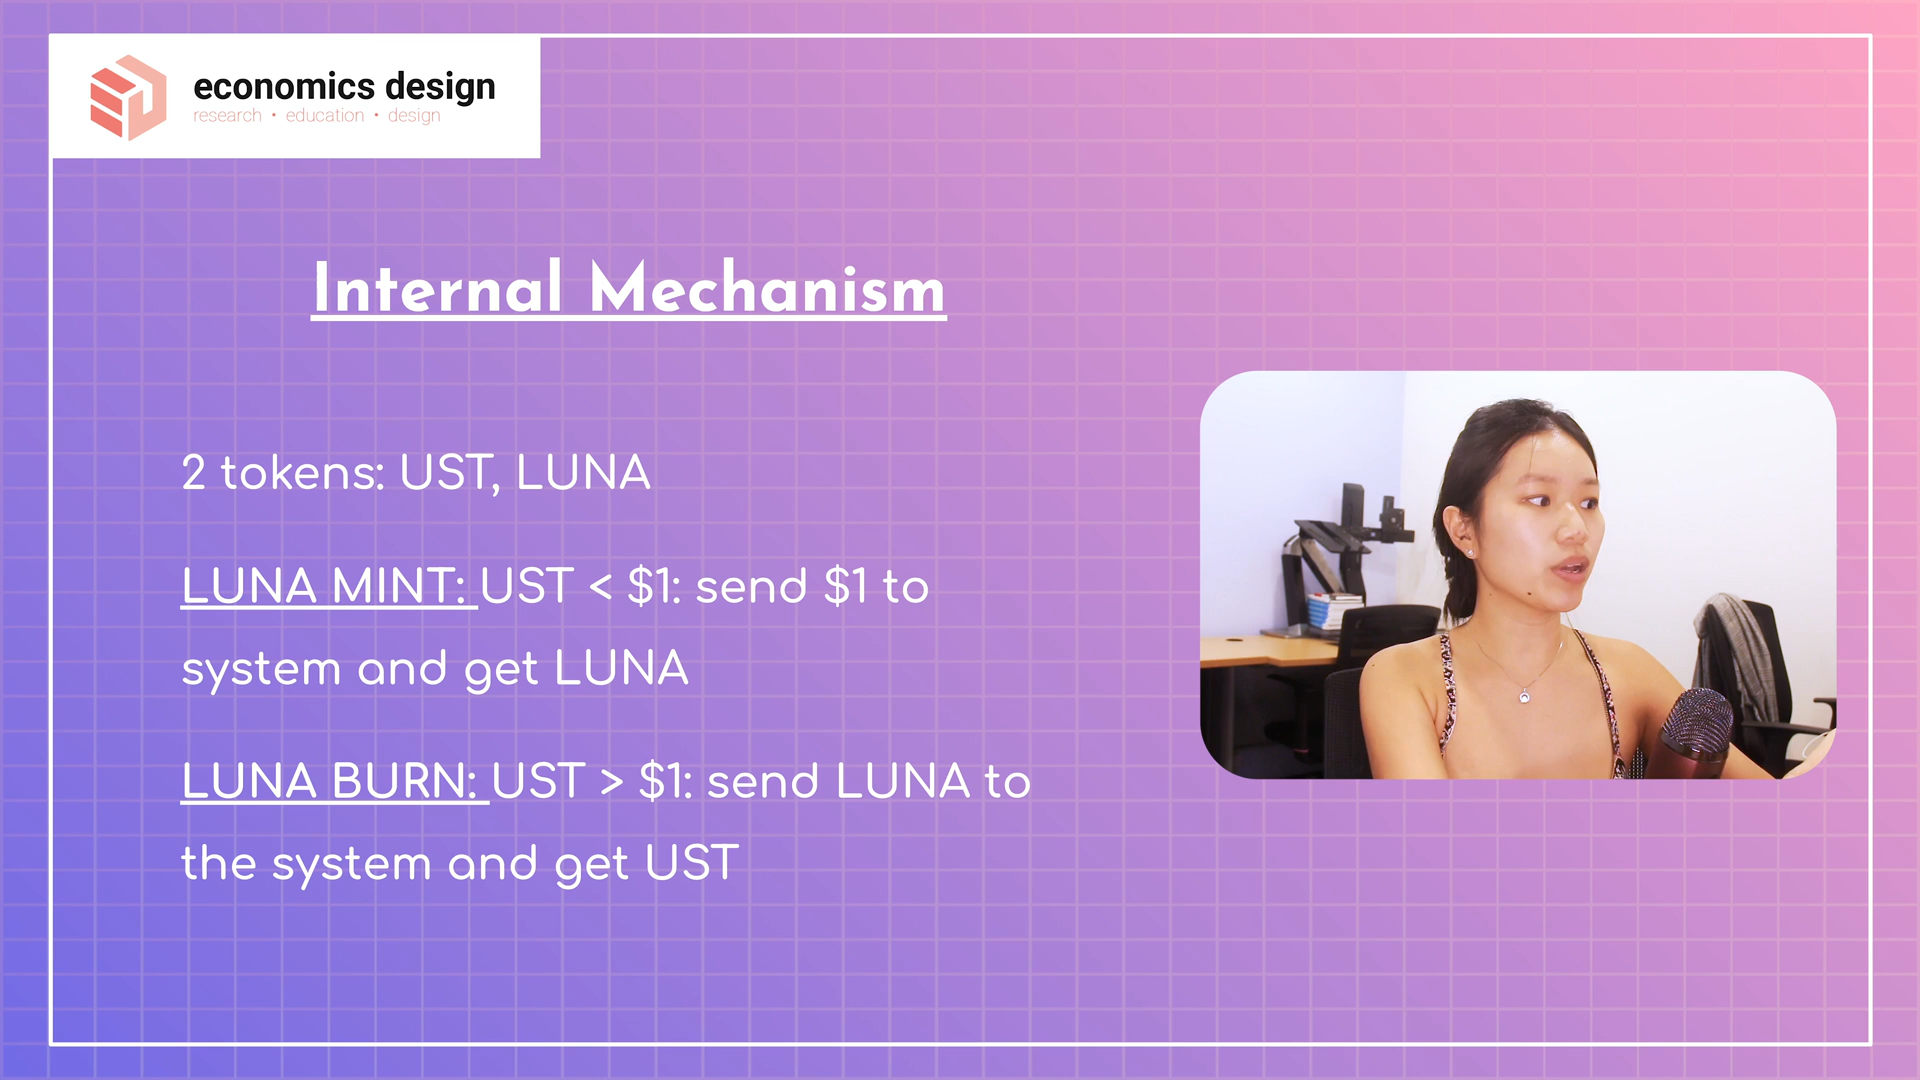 economics design
research • education • design
Internal Mechanism
2 tokens: UST, LUNA
LUNA MINT: UST < $1: send $1 to
system and get LUNA
LUNA BURN: UST > $1: send LUNA to
the system and get UST